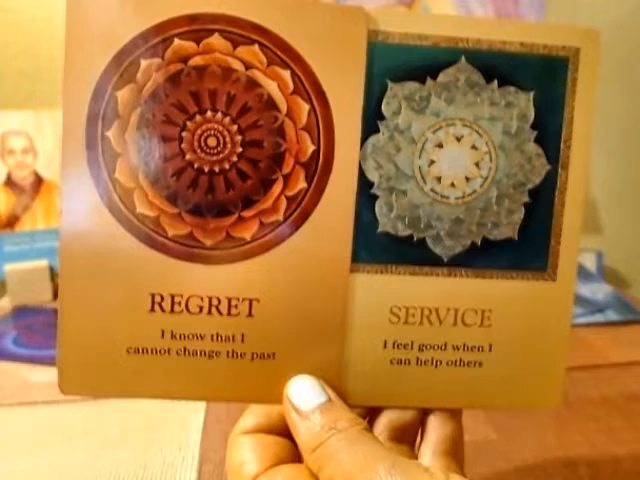 REGRET
I know that I
cannot change the past
SERVICE
I feel good when I
can help others